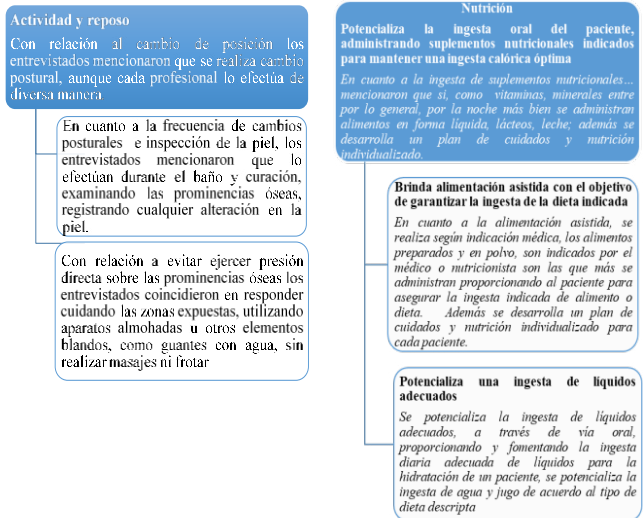 Actividad y reposo
Con relación al cambio de posición los
entrevistados mencionaron que se realiza cambio
postural, aunque cada profesional lo efectúa de
diversa manera.
En cuanto a la frecuencia de cambios
posturales e inspección de la piel, los
entrevistados mencionaron que lo
efectúan durante el baño y curación,
examinando las prominencias óseas,
registrando cualquier alteración en la
piel.
Con relación a evitar ejercer presión
directa sobre las prominencias óseas los
entrevistados coincidieron en responder
cuidando las zonas expuestas, utilizando
aparatos almohadas u otros elementos
blandos, como guantes con agua, sin
realizar masajes ni frotar
Nutrición
Potencializa la ingesta oral del paciente,
administrando suplementos nutricionales indicados
para mantener una ingesta calórica óptima
En cuanto a la ingesta de suplementos nutricionales…
mencionaron que sí, como vitaminas, minerales entre
por lo general, por la noche más bien se administran
alimentos en forma líquida, lácteos, leche; además se
desarrolla un plan de cuidados y nutrición
individualizado.
Brinda alimentación asistida con el objetivo
de garantizar la ingesta de la dieta indicada
En cuanto a la alimentación asistida, se
realiza según indicación médica, los alimentos
preparados y en polvo, son indicados por el
médico o nutricionista son las que más se
administran proporcionando al paciente para
asegurar la ingesta indicada de alimento o
dieta. Además se desarrolla un plan de
cuidados y nutrición individualizado para
cada paciente.
Potencializa una ingesta de líquidos
adecuados
Se potencializa la ingesta de líquidos
adecuados, a través de vía oral,
proporcionando y fomentando la ingesta
diaria adecuada de líquidos para la
hidratación de un paciente, se potencializa la
ingesta de agua y jugo de acuerdo al tipo de
dieta descripta